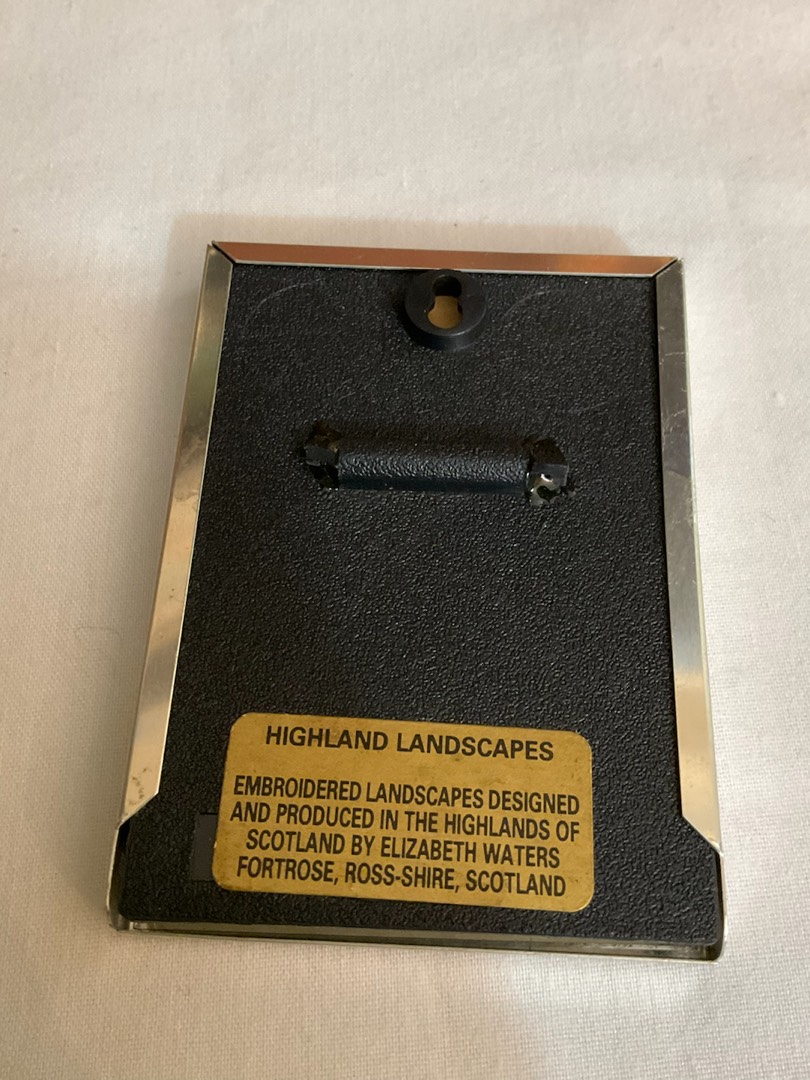 HIGHLAND LANDSCAPES
EMBROIDERED LANDSCAPES DESIGNED
AND PRODUCED IN THE HIGHLANDS OF
SCOTLAND BY ELIZABETH WATERS
FORTROSE, ROSS-SHIRE, SCOTLAND